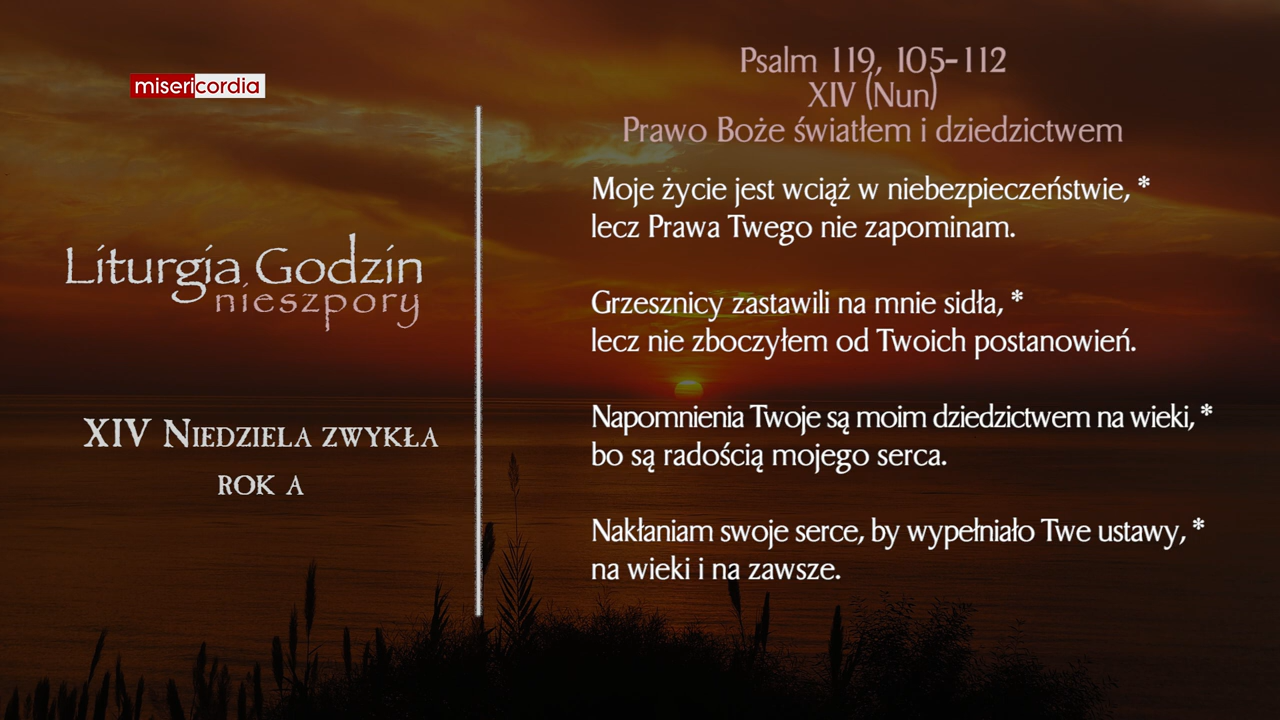 misericordia
Liturgia Godzin
nieszpory
XIV Niedziela zwykła
rok A
Psalm 119, 105-112
XIV (Nun)
Prawo Boże światłem i dziedzictwem
Moje życie jest wciąż w niebezpieczeństwie, *
lecz Prawa Twego nie zapominam.
Grzesznicy zastawili na mnie sidła, *
lecz nie zboczyłem od Twoich postanowień.
Napomnienia Twoje są moim dziedzictwem na wieki, *
bo są radością mojego serca.
Nakłaniam swoje serce, by wypełniało Twe ustawy, *
na wieki i na zawsze.